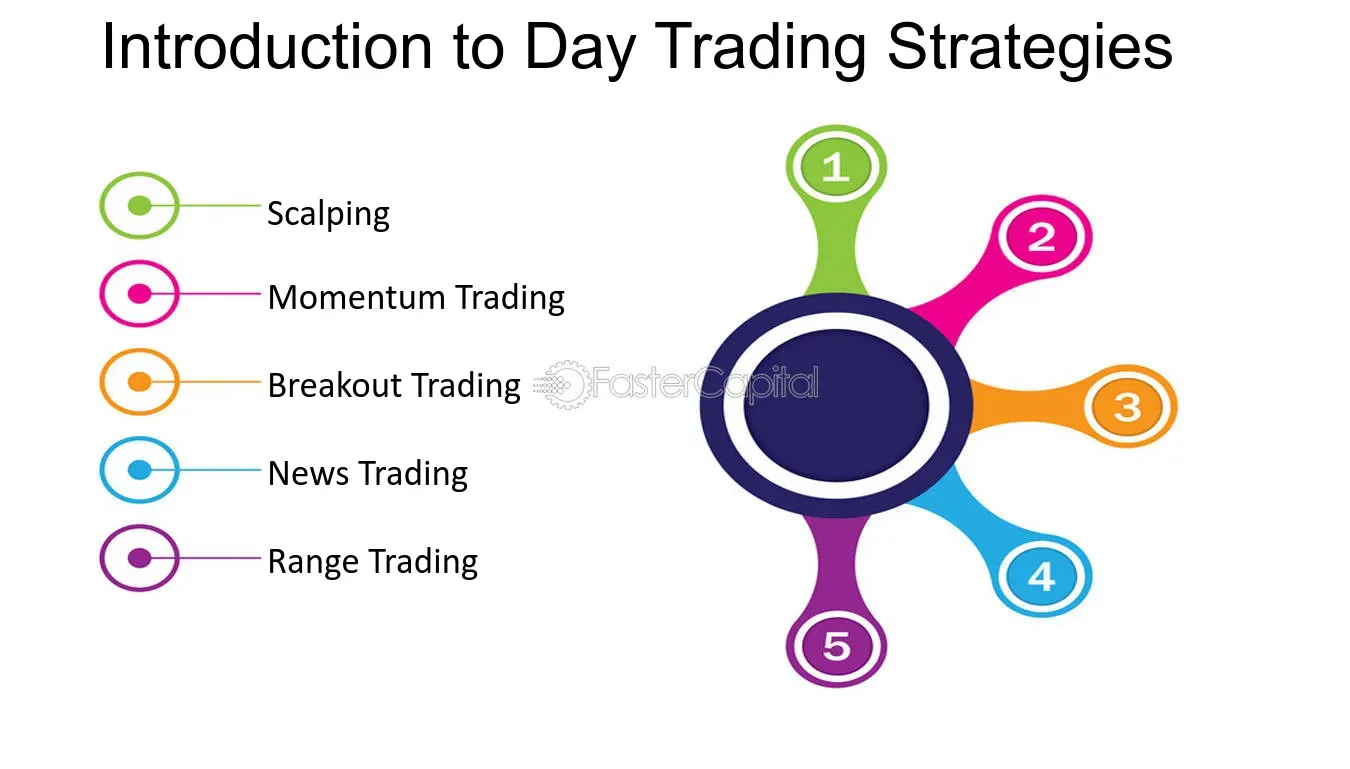 Introduction to Day Trading Strategies
Scalping
Momentum Trading
Breakout Trading
News Trading
Range Trading
FasterCapital
1
2
3
4
5